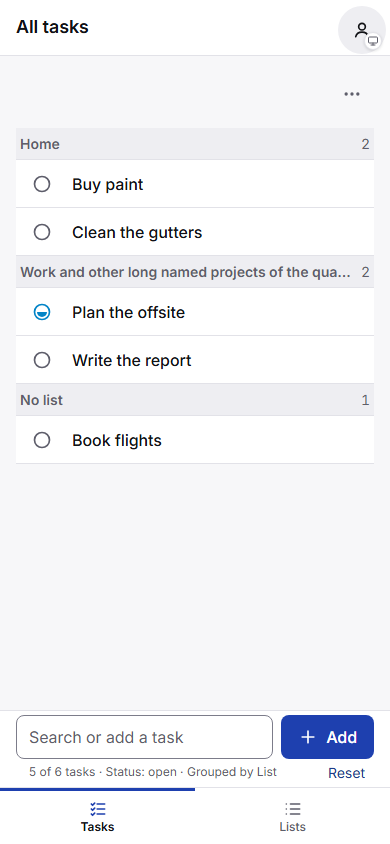 All tasks
Home 2
Buy paint
Clean the gutters
Work and other long named projects of the qua... 2
Plan the offsite
Write the report
No list 1
Book flights
Search or add a task
Add
5 of 6 tasks · Status: open · Grouped by List
Reset
Tasks
Lists